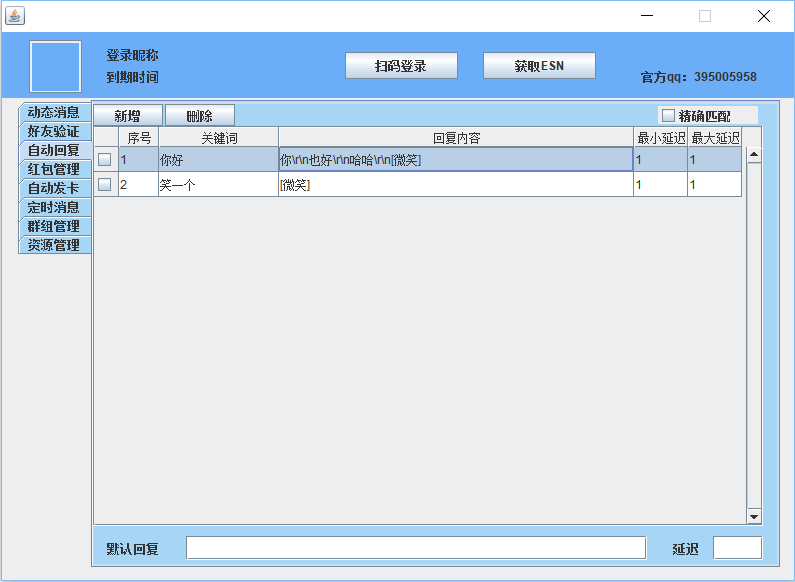 登录昵称
到期时间
扫码登录
获取ESN
官方qq：395005958
动态消息
好友验证
自动回复
红包管理
自动发卡
定时消息
群组管理
资源管理
新增
删除
精确匹配
序号 关键词 回复内容 最小延迟 最大延迟
1 你好 你\r\n也好\r\n哈哈\r\n[微笑] 1 1
2 笑一个 [微笑] 1 1
默认回复
延迟